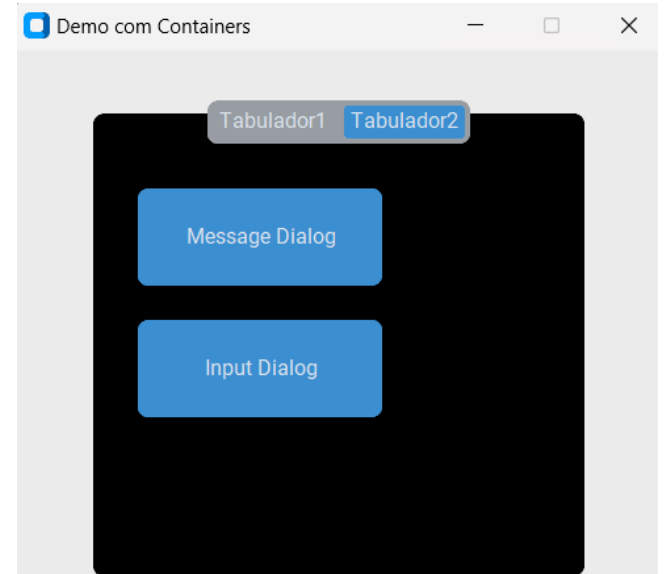 Demo com Containers
Tabulador1 Tabulador2
Message Dialog
Input Dialog